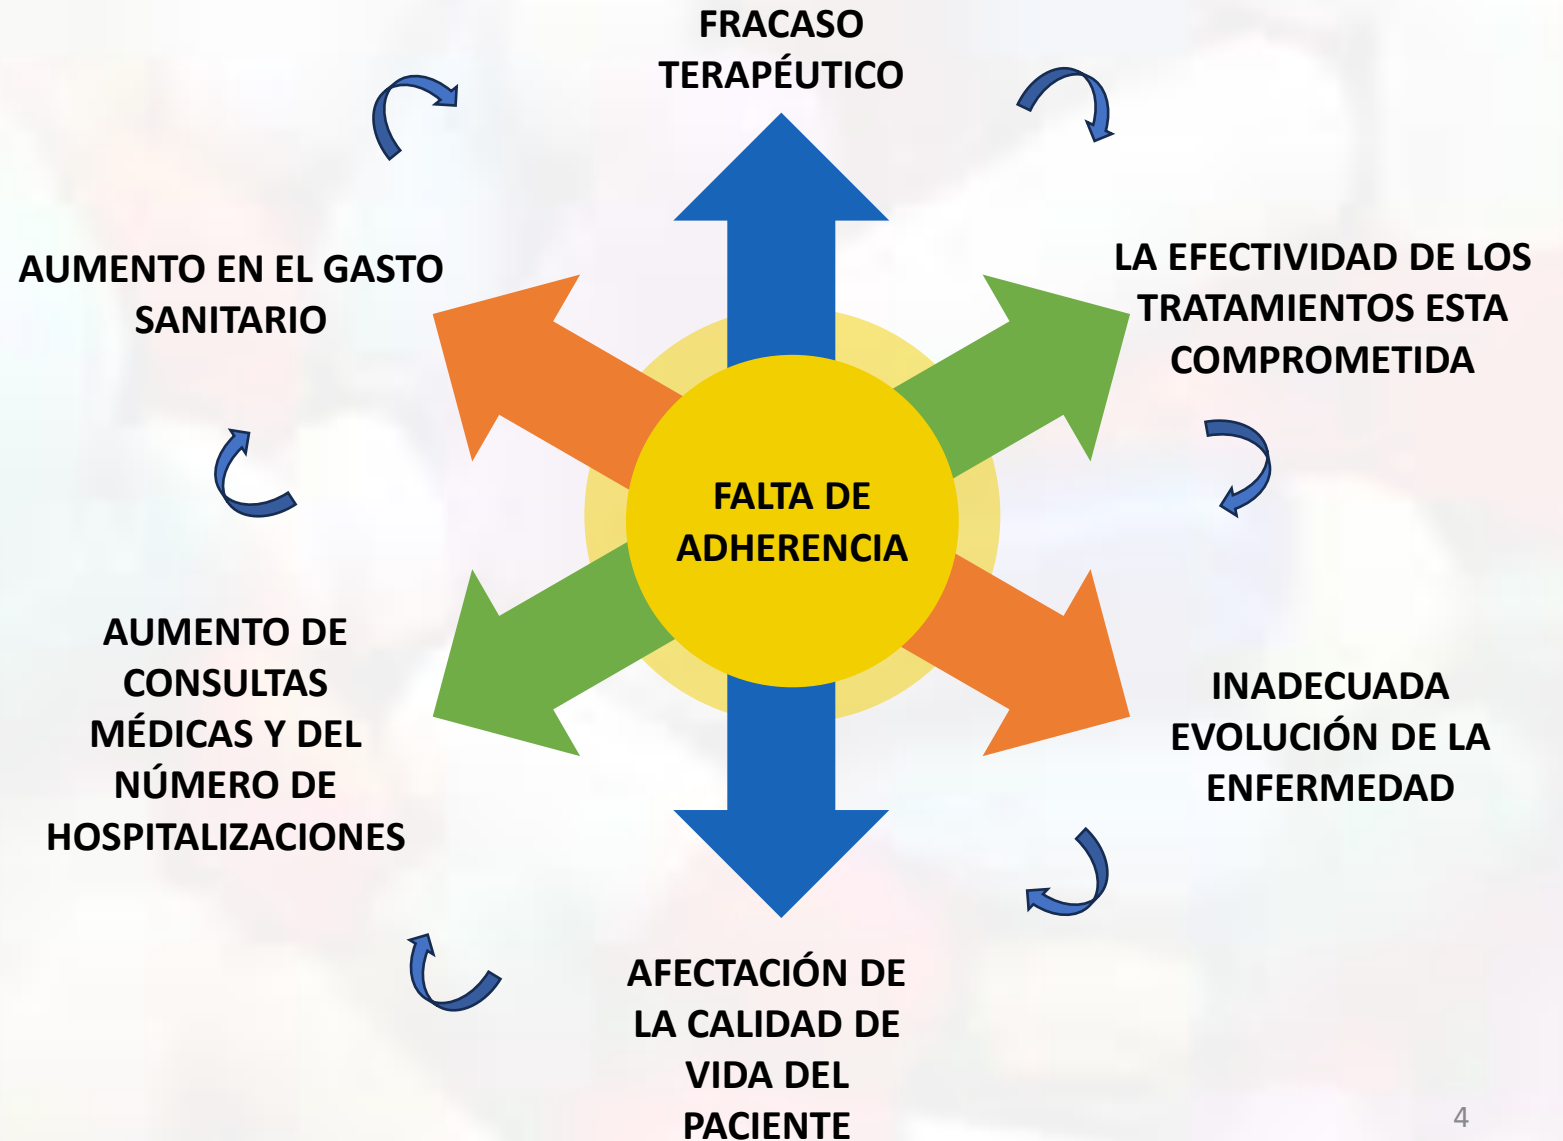 FRACASO
TERAPÉUTICO
AUMENTO EN EL GASTO
SANITARIO
LA EFECTIVIDAD DE LOS
TRATAMIENTOS ESTA
COMPROMETIDA
FALTA DE
ADHERENCIA
AUMENTO DE
CONSULTAS
MÉDICAS Y DEL
NÚMERO DE
HOSPITALIZACIONES
INADECUADA
EVOLUCIÓN DE LA
ENFERMEDAD
AFECTACIÓN DE
LA CALIDAD DE
VIDA DEL
PACIENTE
4